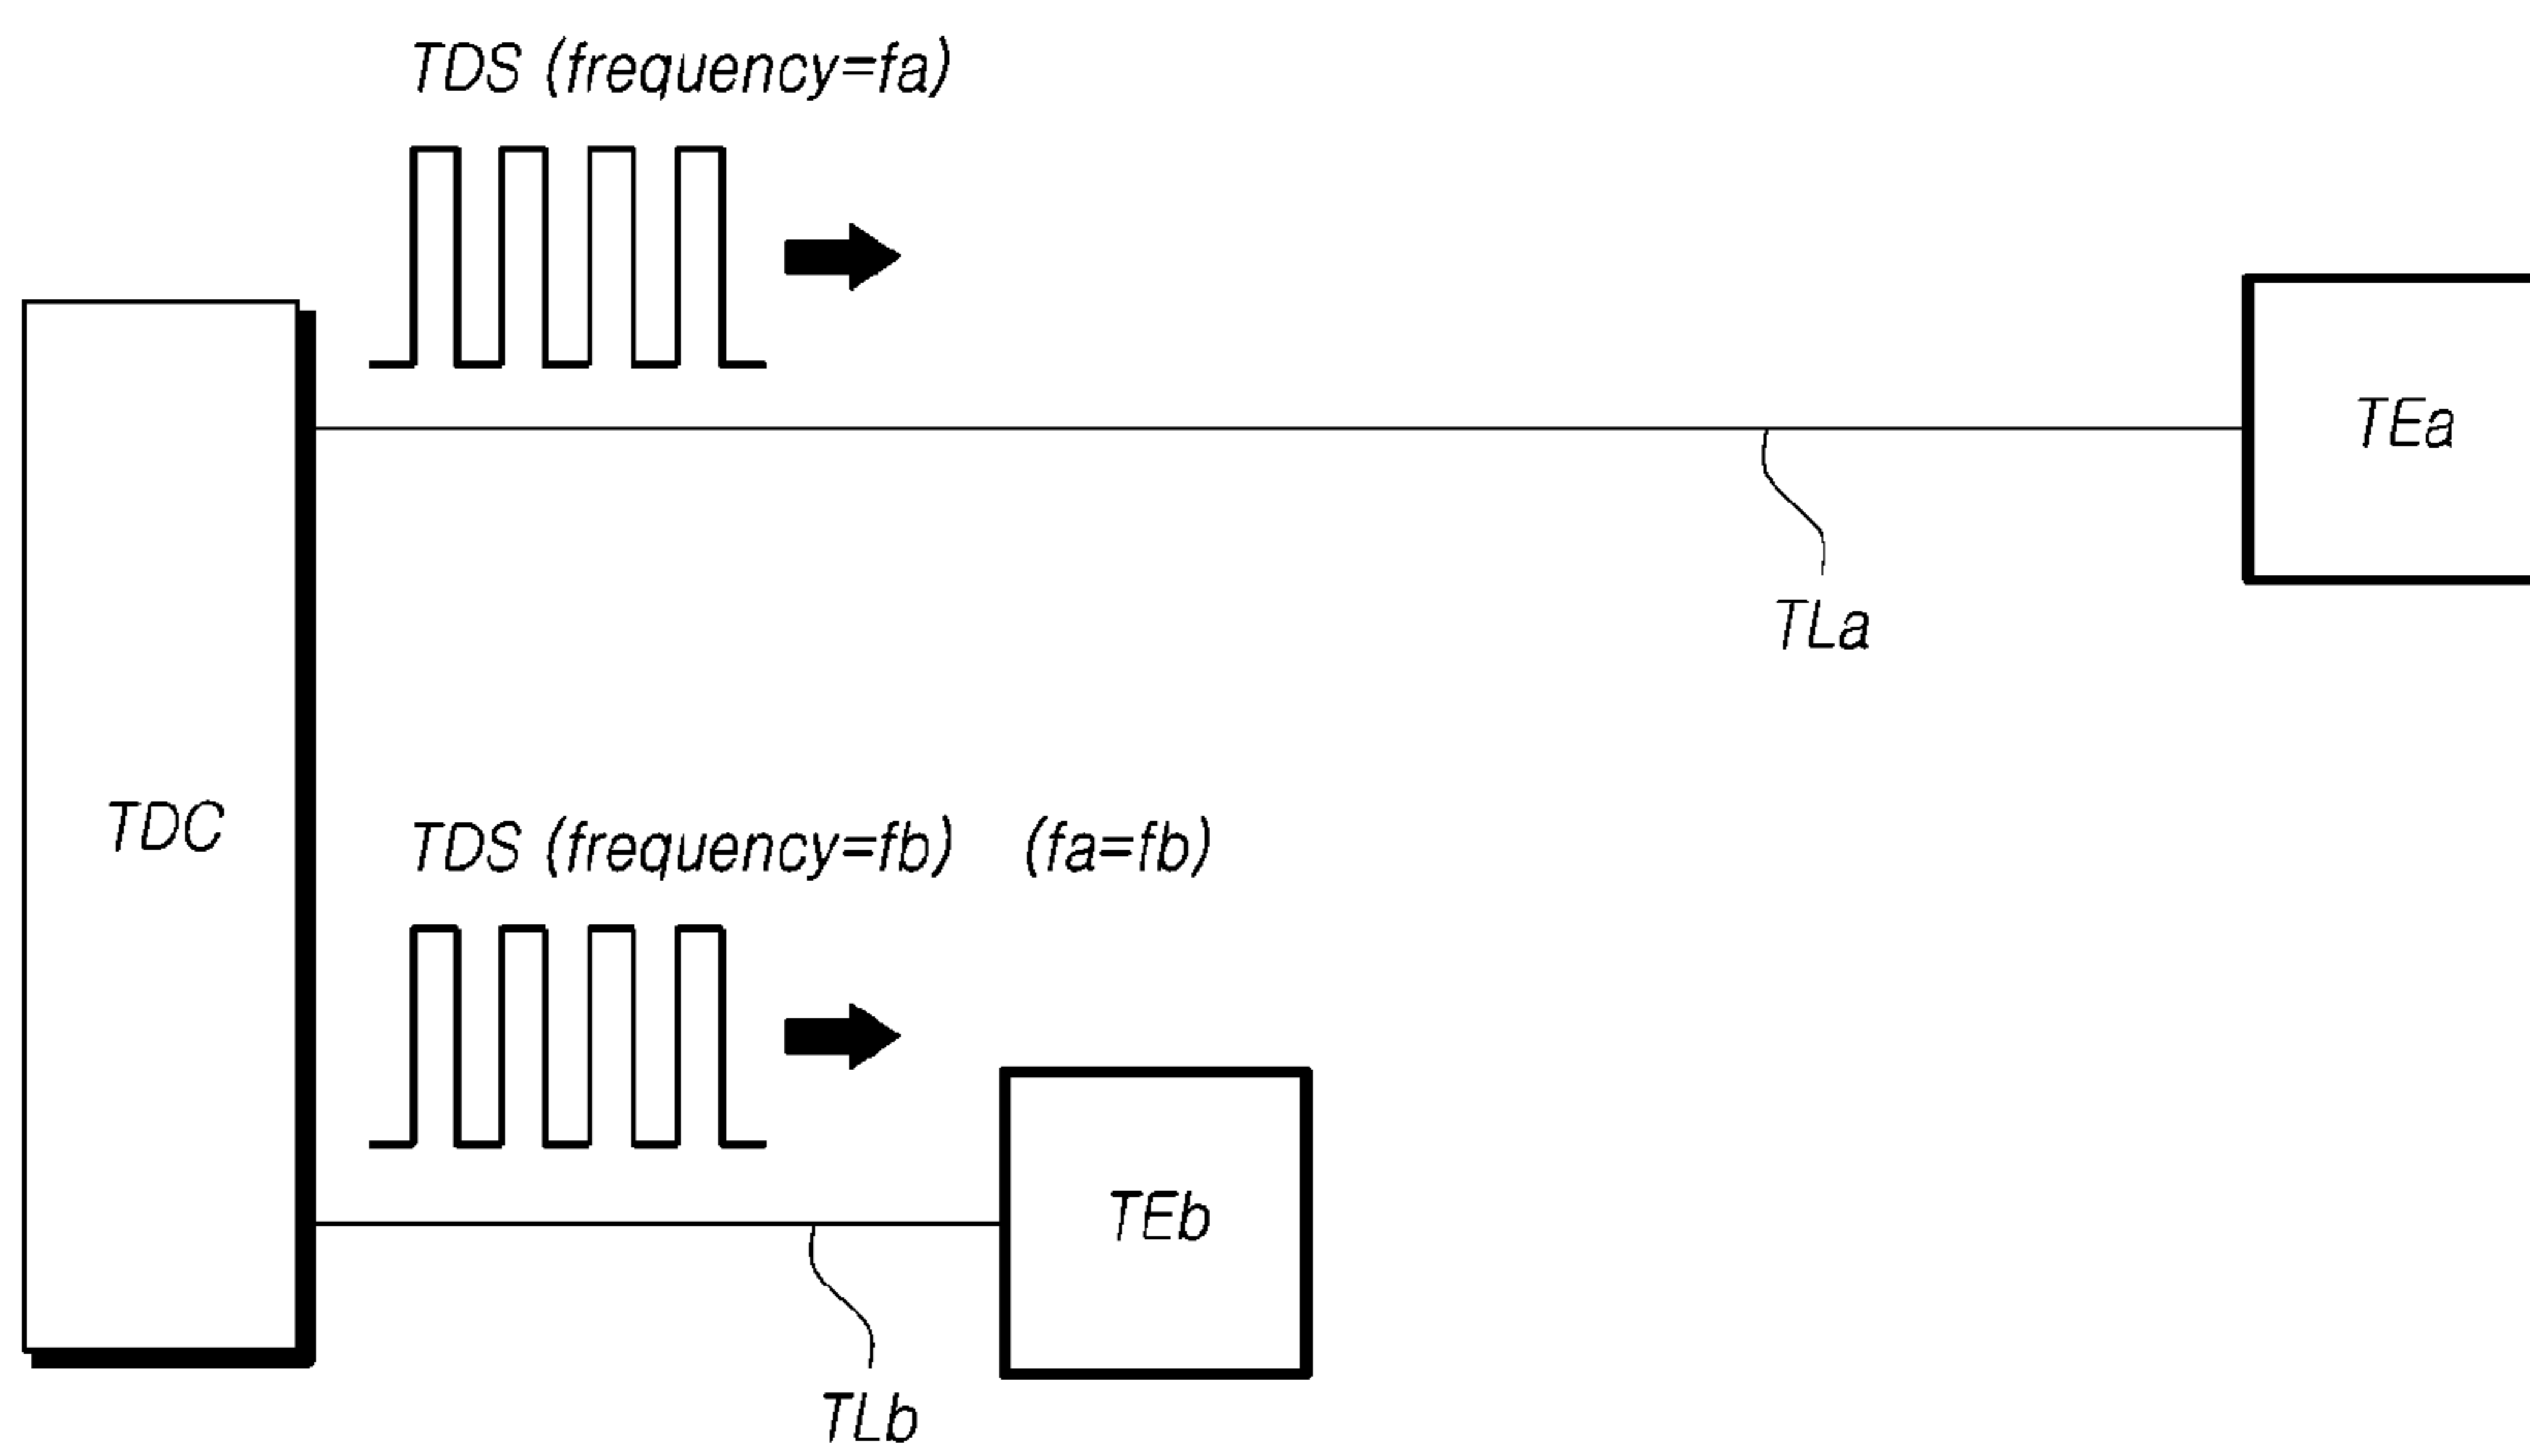 TDS (frequency=fa)
TEa
TLa
TDC
TDS (frequency=fb) (fa=fb)
TEb
TLb